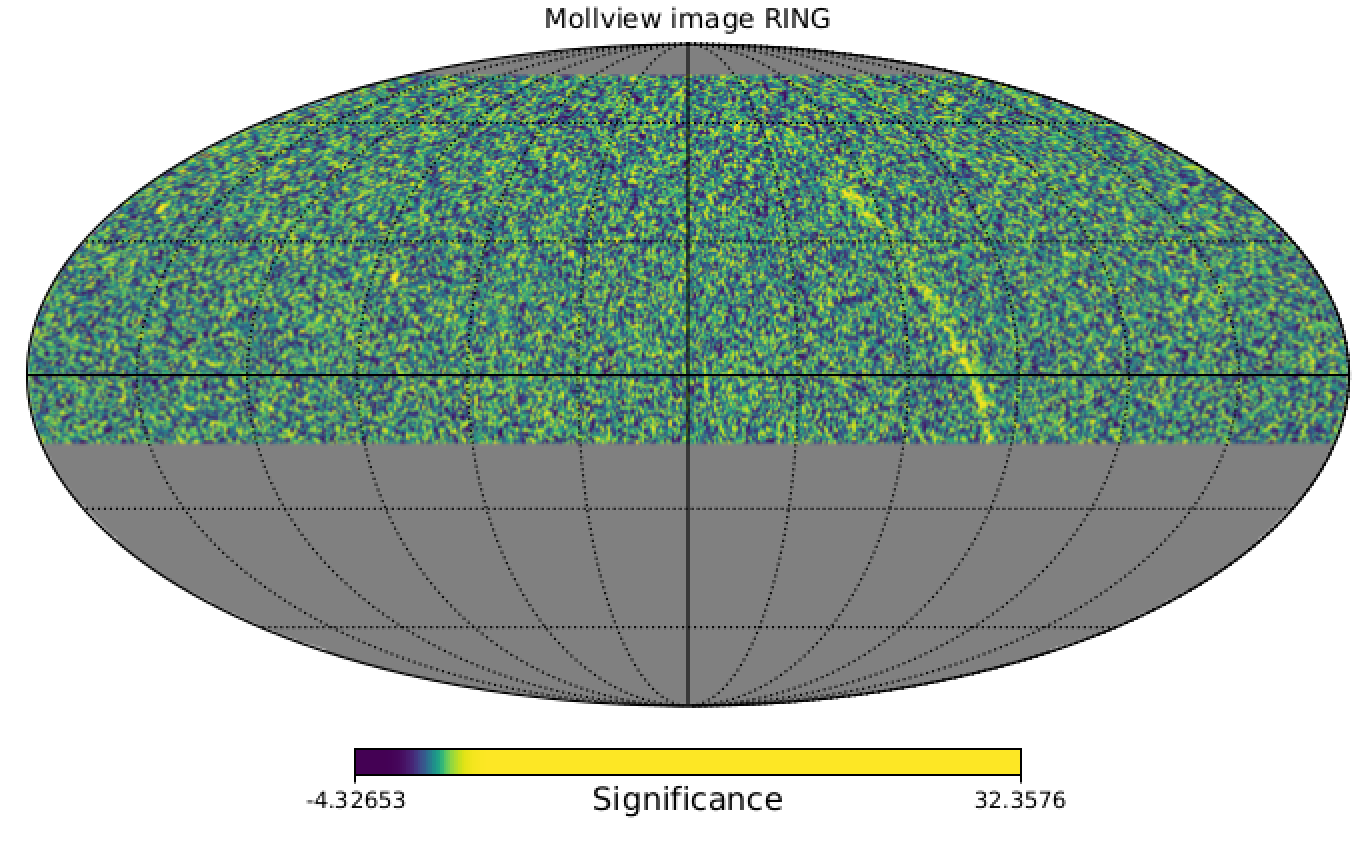 Mollview image RING
-4.32653
Significance
32.3576